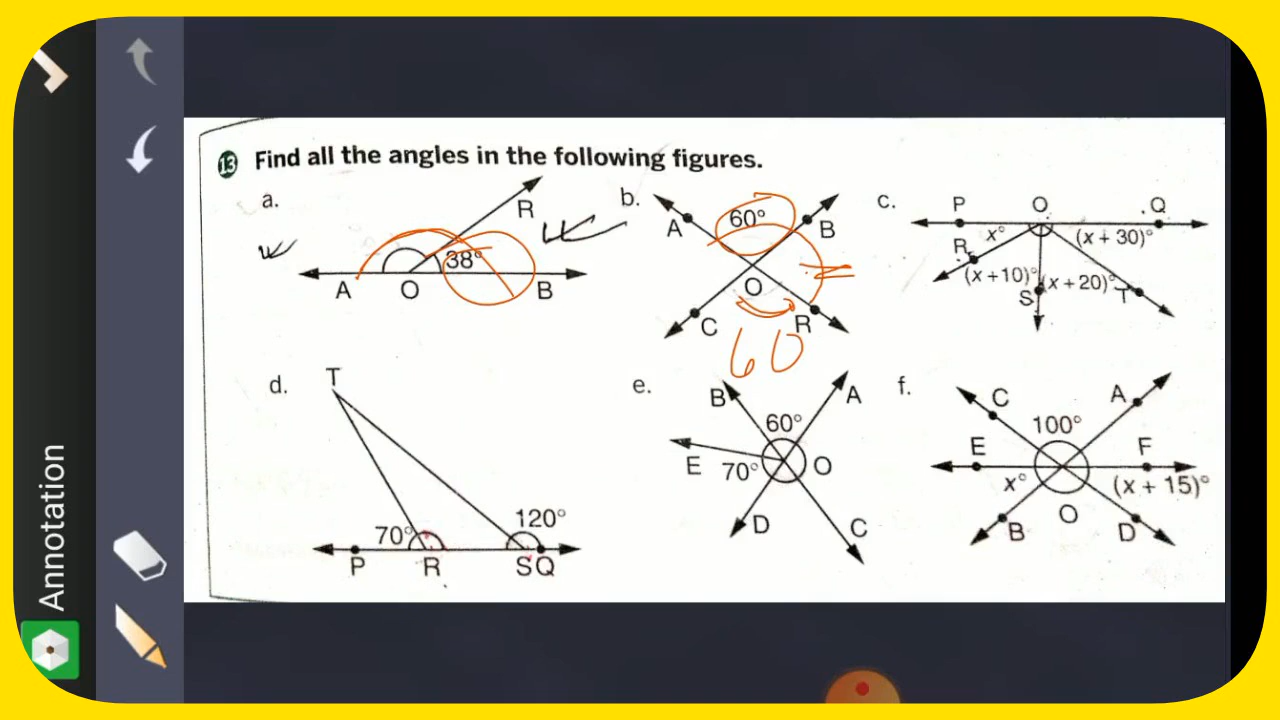 Annotation
13 Find all the angles in the following figures.
a.
R
38°
A O B
b.
A 60° B
O
C R
60
c.
P O Q
R x° (x + 30)°
(x + 10)° (x + 20)°
S T
d.
T
70° 120°
P R S Q
e.
B A
60°
E 70° O
D C
f.
C A
100°
E F
x° (x + 15)°
B O D